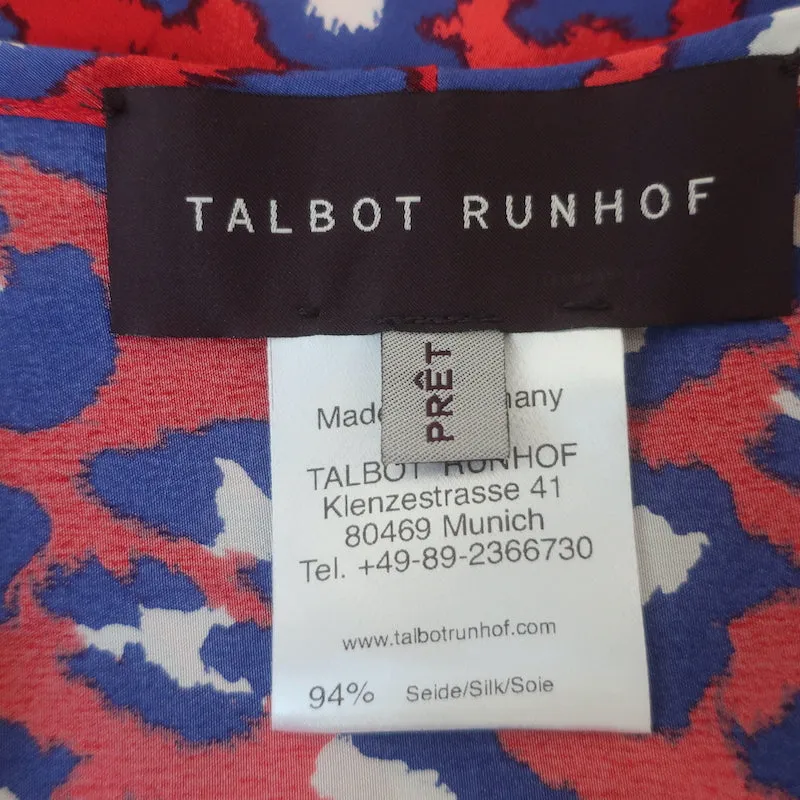 TALBOT RUNHOF
PRÊT
Made any
TALBOT RUNHOF
Klenzestrasse 41
80469 Munich
Tel. +49-89-2366730
www.talbotrunhof.com
94% Seide/Silk/Soie